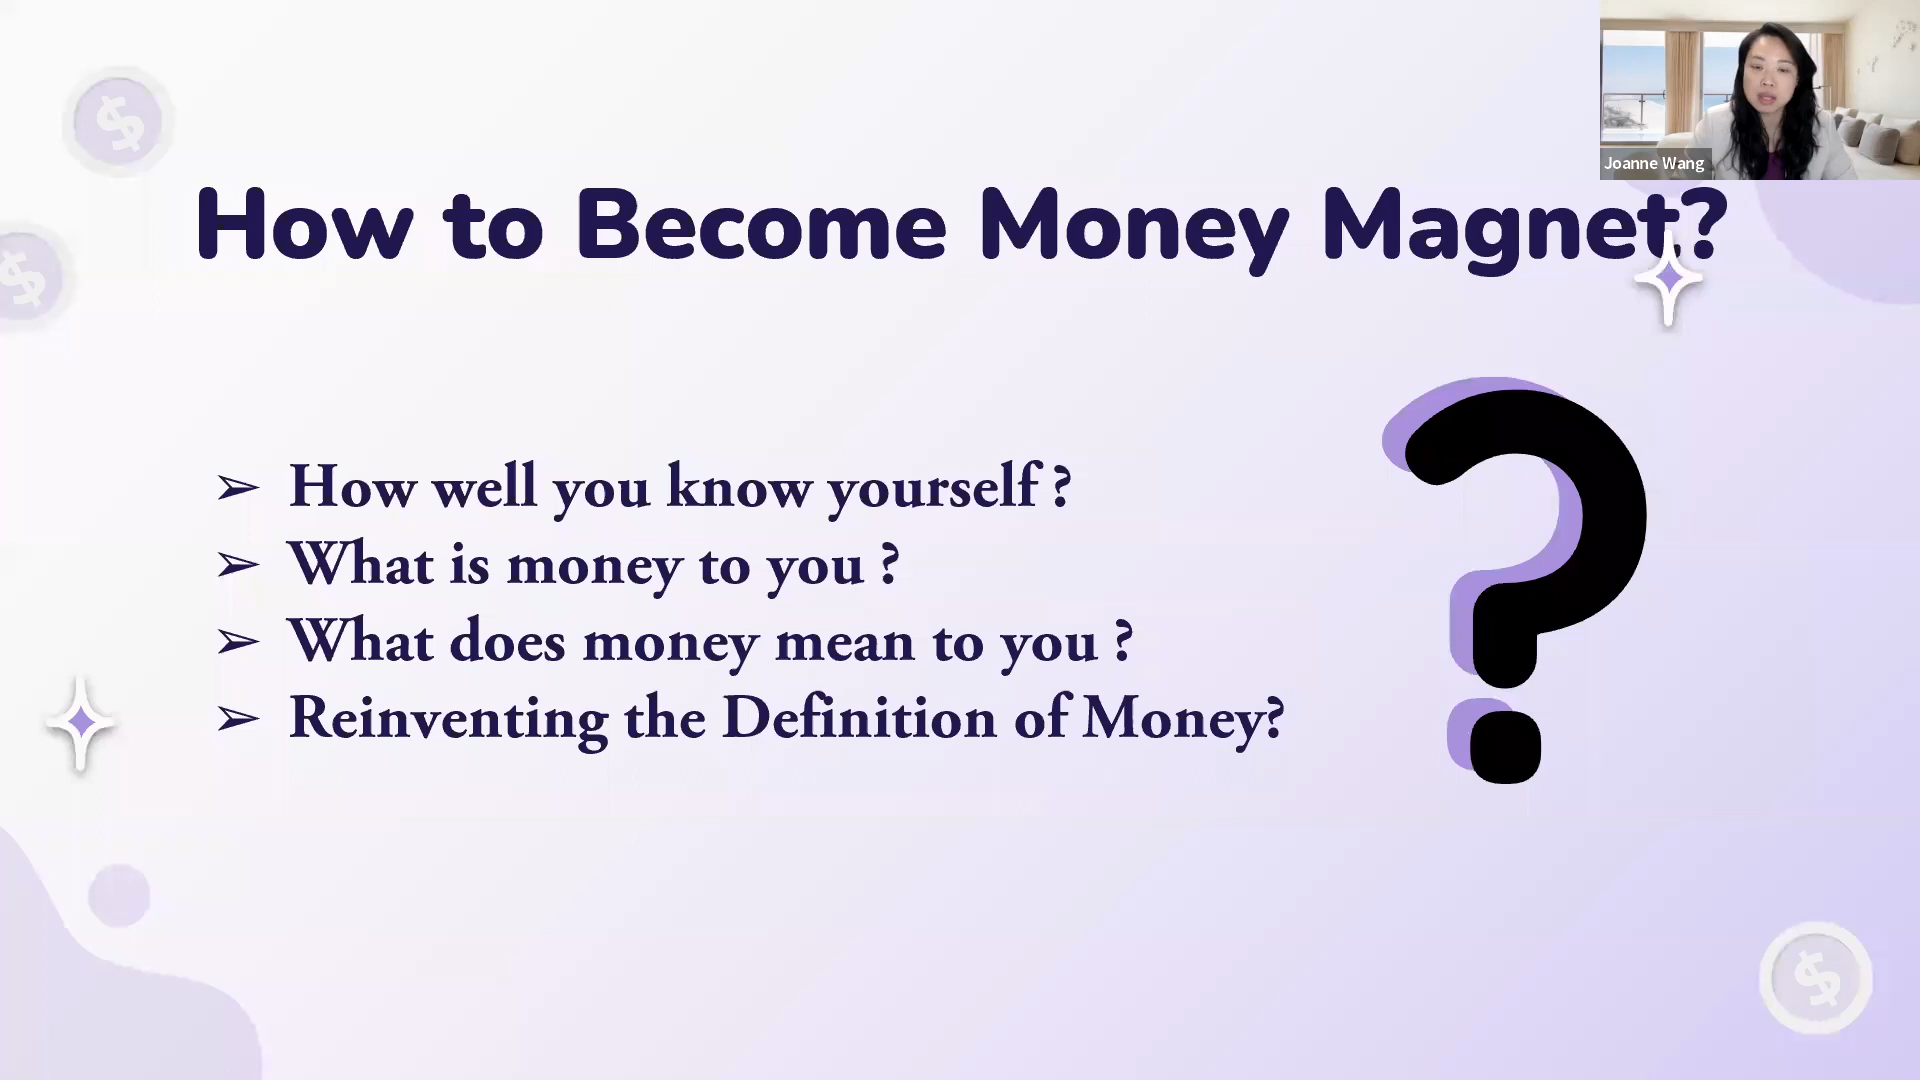 Joanne Wang
How to Become Money Magnet?
➢ How well you know yourself ?
➢ What is money to you ?
➢ What does money mean to you ?
➢ Reinventing the Definition of Money?
?
$
$
$